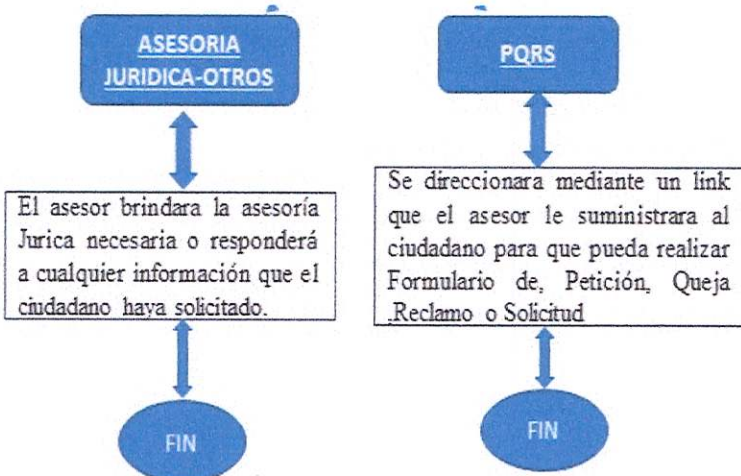 ASESORIA
JURIDICA-OTROS
El asesor brindara la asesoría
Jurica necesaria o responderá
a cualquier información que el
ciudadano haya solicitado.
FIN
PQRS
Se direccionara mediante un link
que el asesor le suministrara al
ciudadano para que pueda realizar
Formulario de, Petición, Queja
,Reclamo o Solicitud
FIN